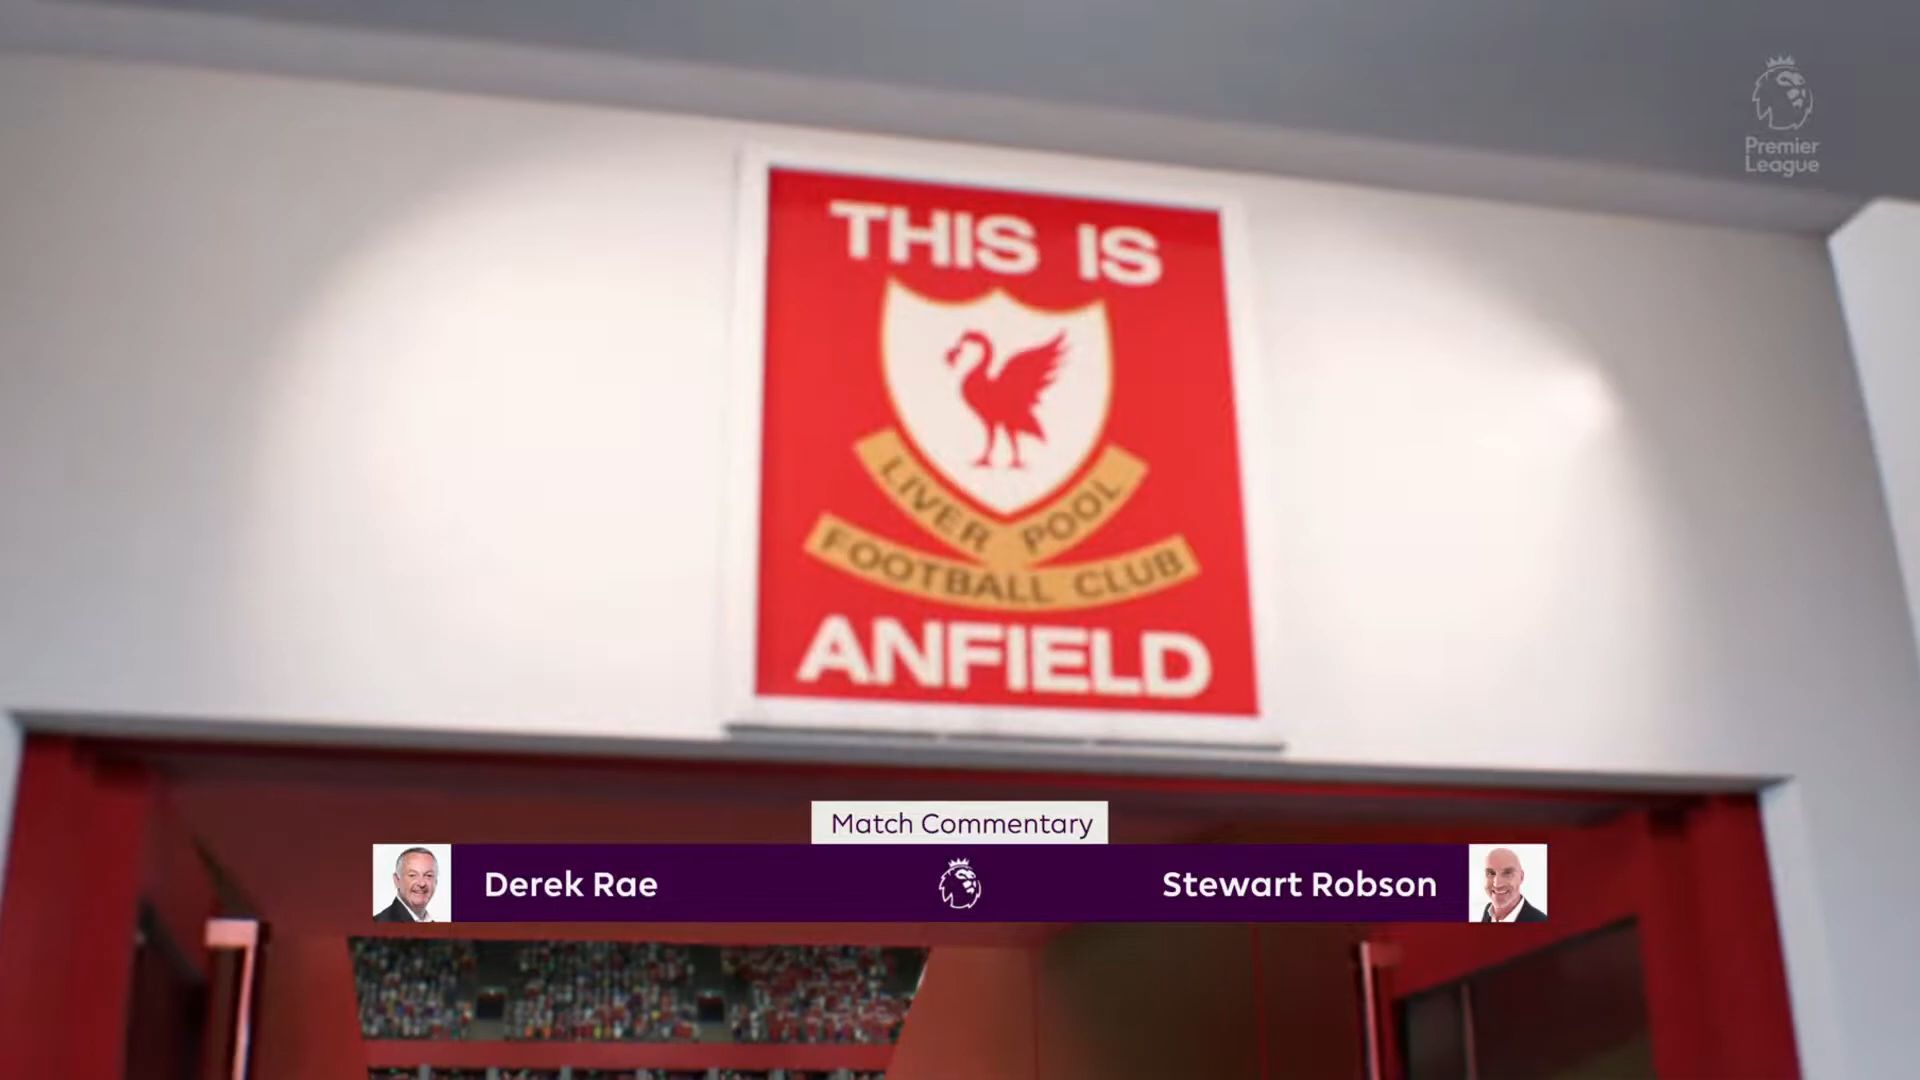 Premier
League
THIS IS
LIVER POOL
FOOTBALL CLUB
ANFIELD
Match Commentary
Derek Rae
Stewart Robson